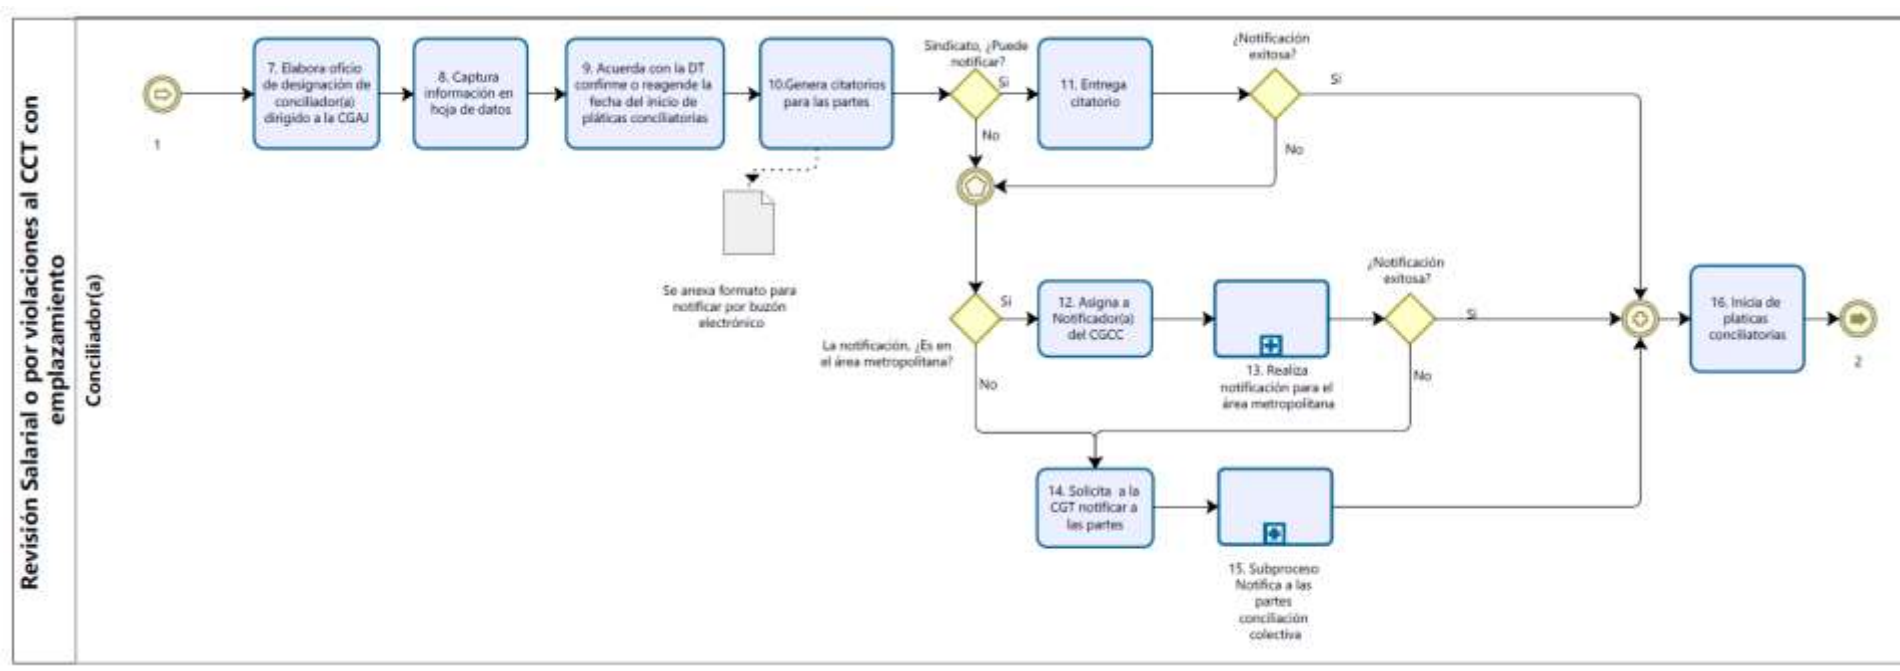 Revisión Salarial o por violaciones al CCT con
emplazamiento
Conciliador(a)
1
7. Elabora oficio
de designación de
conciliador(a)
dirigido a la CGAJ
8. Captura
información en
hoja de datos
9. Acuerda con la DT
confirme o reagende la
fecha del inicio de
pláticas conciliatorias
10.Genera citatorios
para las partes
Se anexa formato para
notificar por buzón
electrónico
Sindicato, ¿Puede
notificar?
Si
No
11. Entrega
citatorio
¿Notificación
exitosa?
Si
No
La notificación, ¿Es en
el área metropolitana?
Si
No
12. Asigna a
Notificador(a)
del CGCC
13. Realiza
notificación para el
área metropolitana
¿Notificación
exitosa?
Si
No
14. Solicita a la
CGT notificar a
las partes
15. Subproceso
Notifica a las
partes
conciliación
colectiva
16. Inicia de
platicas
conciliatorias
2